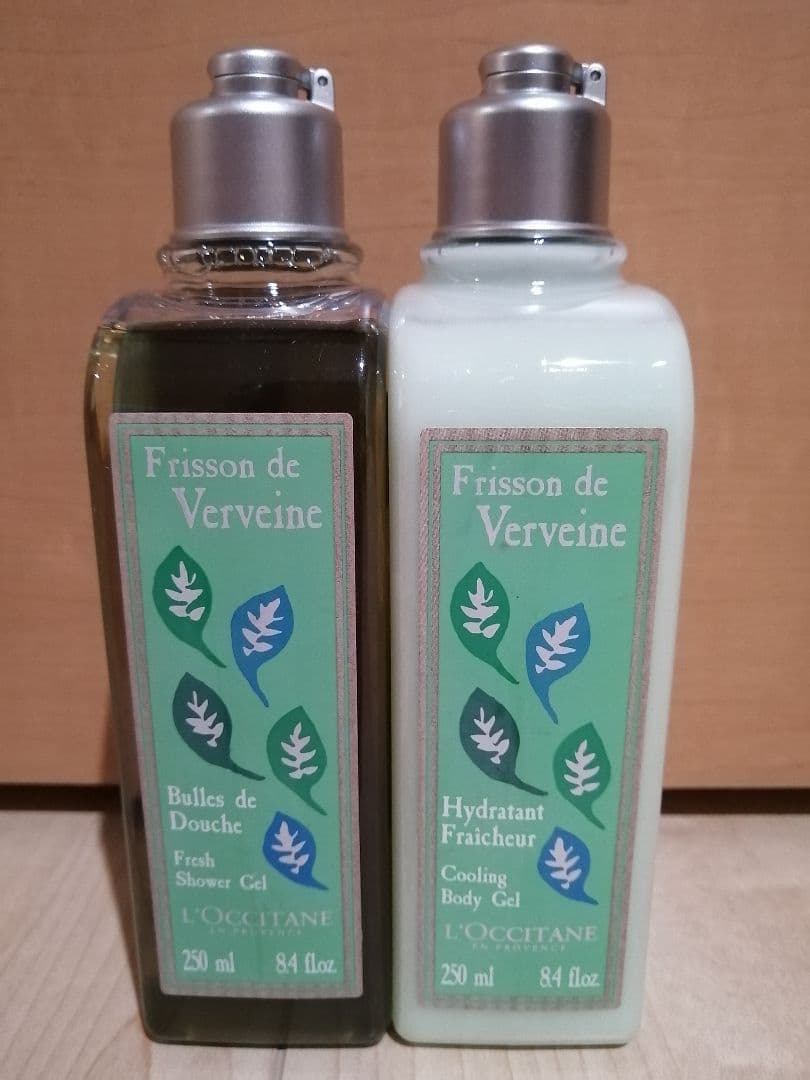 Frisson de
Verveine
Bulles de
Douche
Fresh
Shower Gel
L'OCCITANE
EN PROVENCE
250 ml 8.4 fl.oz
Frisson de
Verveine
Hydratant
Fraîcheur
Cooling
Body Gel
L'OCCITANE
EN PROVENCE
250 ml 8.4 fl.oz